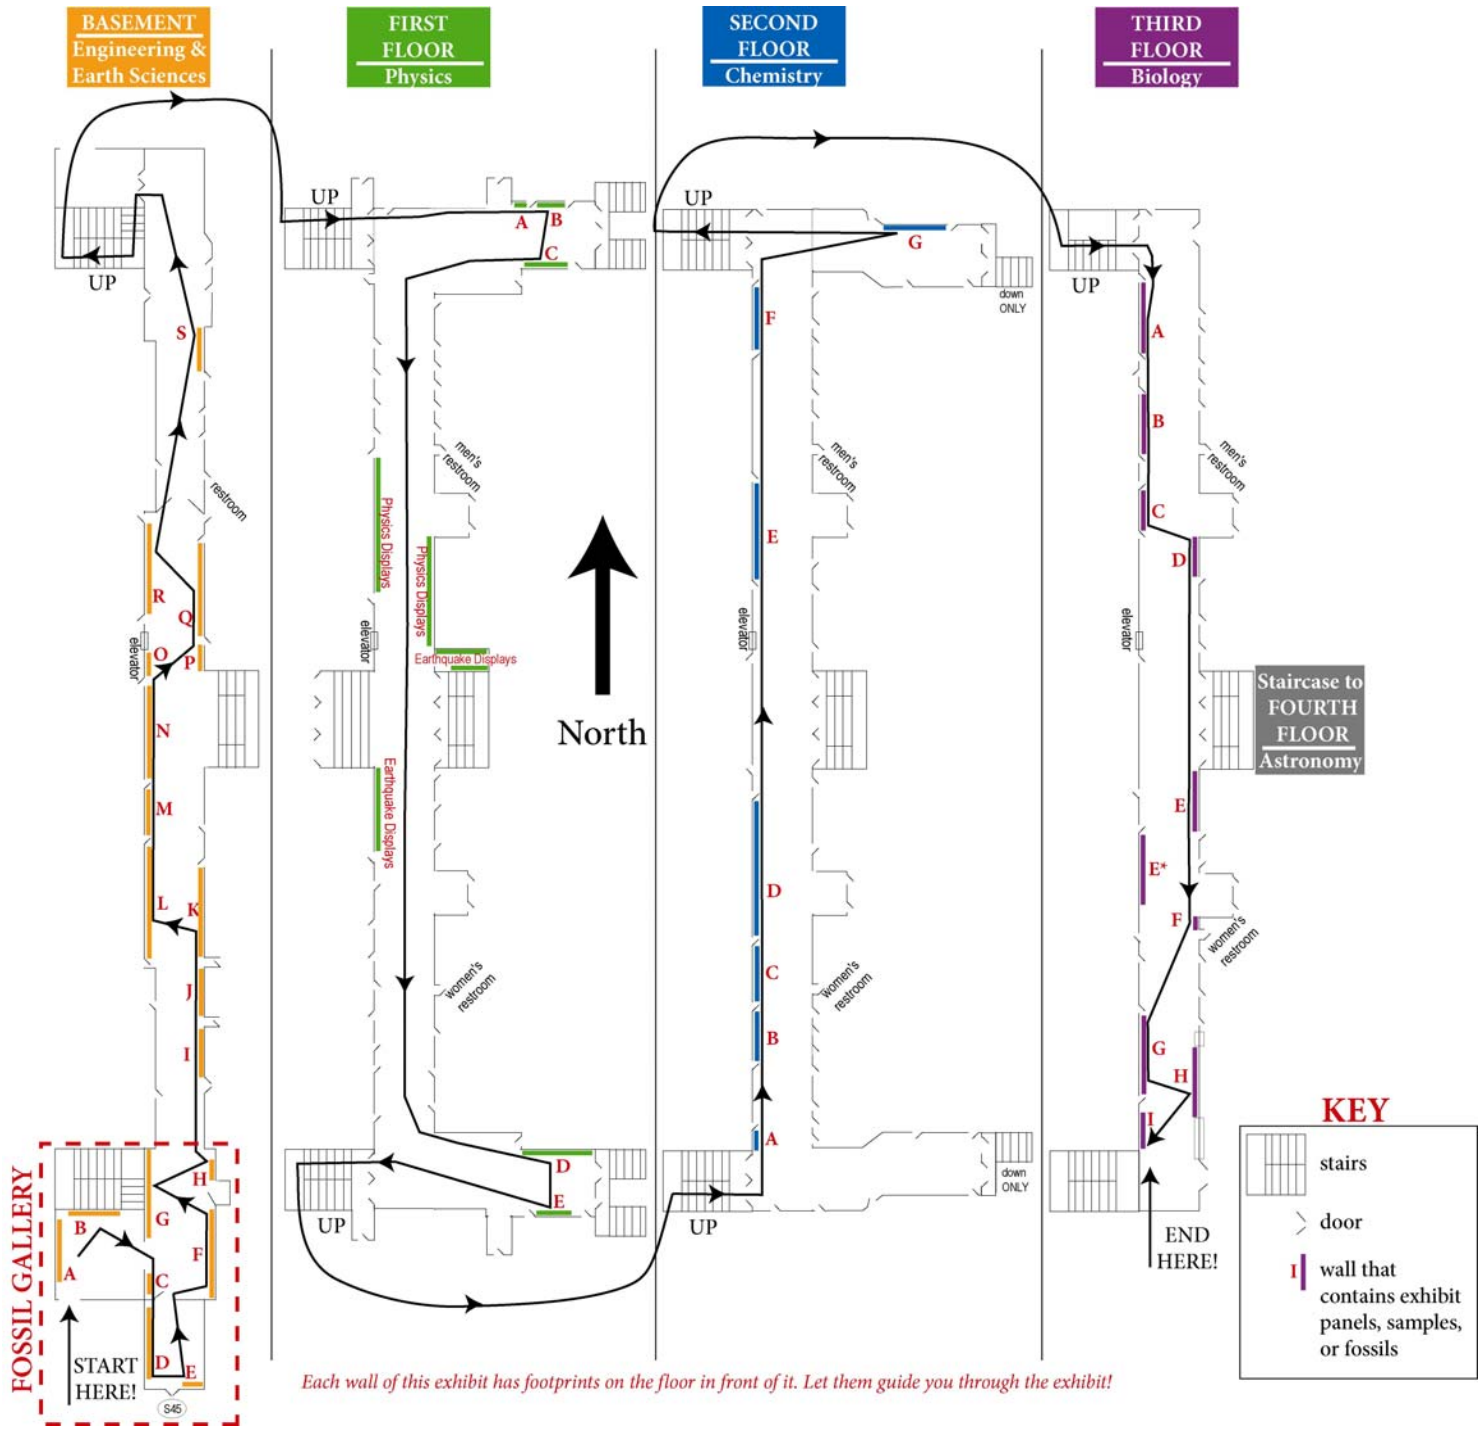 BASEMENT
Engineering &
Earth Sciences
FIRST
FLOOR
Physics
SECOND
FLOOR
Chemistry
THIRD
FLOOR
Biology
UP
S
restroom
R
Q
elevator
O
P
N
M
L
K
J
I
FOSSIL GALLERY
H
B
G
F
A
C
D
E
START
HERE!
S45
UP
A
B
C
men's
restroom
Physics Displays
Physics Displays
elevator
Earthquake Displays
Earthquake Displays
women's
restroom
D
E
UP
North
UP
G
down
ONLY
F
men's
restroom
E
elevator
D
C
women's
restroom
B
A
down
ONLY
UP
UP
A
B
men's
restroom
C
D
elevator
Staircase to
FOURTH
FLOOR
Astronomy
E
E*
F
women's
restroom
G
H
I
END
HERE!
KEY
stairs
door
I
wall that
contains exhibit
panels, samples,
or fossils
Each wall of this exhibit has footprints on the floor in front of it. Let them guide you through the exhibit!